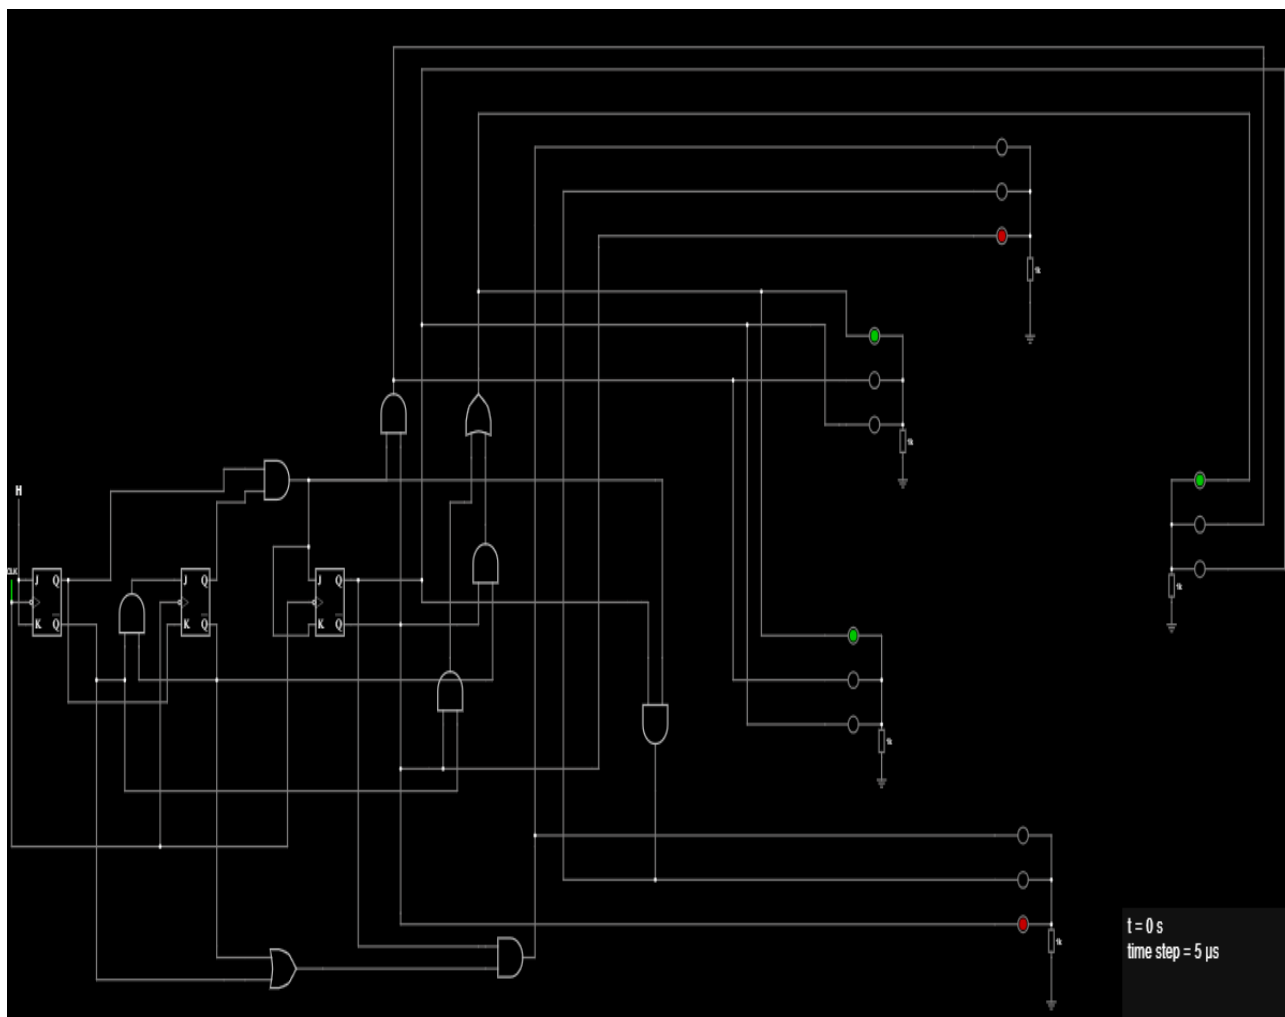 1k
1k
H
1k
CLK
J Q
K Q
J Q
K Q
J Q
K Q
1k
1k
t = 0 s
time step = 5 µs